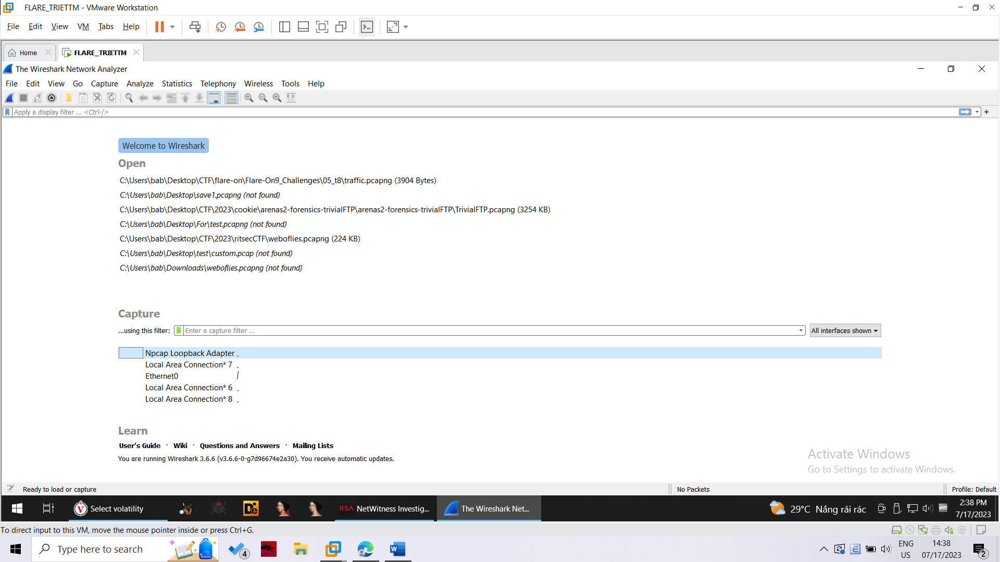 FLARE_TRIETTM - VMware Workstation
File Edit View VM Tabs Help
Home FLARE_TRIETTM
The Wireshark Network Analyzer
File Edit View Go Capture Analyze Statistics Telephony Wireless Tools Help
Apply a display filter ... <Ctrl-/>
Welcome to Wireshark
Open
C:\Users\bab\Desktop\CTF\flare-on\Flare-On9_Challenges\05_t8\traffic.pcapng (3904 Bytes)
C:\Users\bab\Desktop\save1.pcapng (not found)
C:\Users\bab\Desktop\CTF\2023\cookie\arenas2-forensics-trivialFTP\arenas2-forensics-trivialFTP\TrivialFTP.pcapng (3254 KB)
C:\Users\bab\Desktop\For\test.pcapng (not found)
C:\Users\bab\Desktop\CTF\2023\ritsecCTF\weboflies.pcapng (224 KB)
C:\Users\bab\Desktop\test\custom.pcap (not found)
C:\Users\bab\Downloads\weboflies.pcapng (not found)
Capture
...using this filter: Enter a capture filter ... All interfaces shown
Npcap Loopback Adapter
Local Area Connection* 7
Ethernet0
Local Area Connection* 6
Local Area Connection* 8
Learn
User's Guide · Wiki · Questions and Answers · Mailing Lists
You are running Wireshark 3.6.6 (v3.6.6-0-g7d96674e2a30). You receive automatic updates.
Activate Windows
Go to Settings to activate Windows.
Ready to load or capture No Packets Profile: Default
Select volatility DE 64 RSA NetWitness Investig... The Wireshark Net... 29°C Nắng rải rác vm 2:38 PM
7/17/2023
To direct input to this VM, move the mouse pointer inside or press Ctrl+G.
Type here to search 4 W E ENG 14:38
US 07/17/2023 2